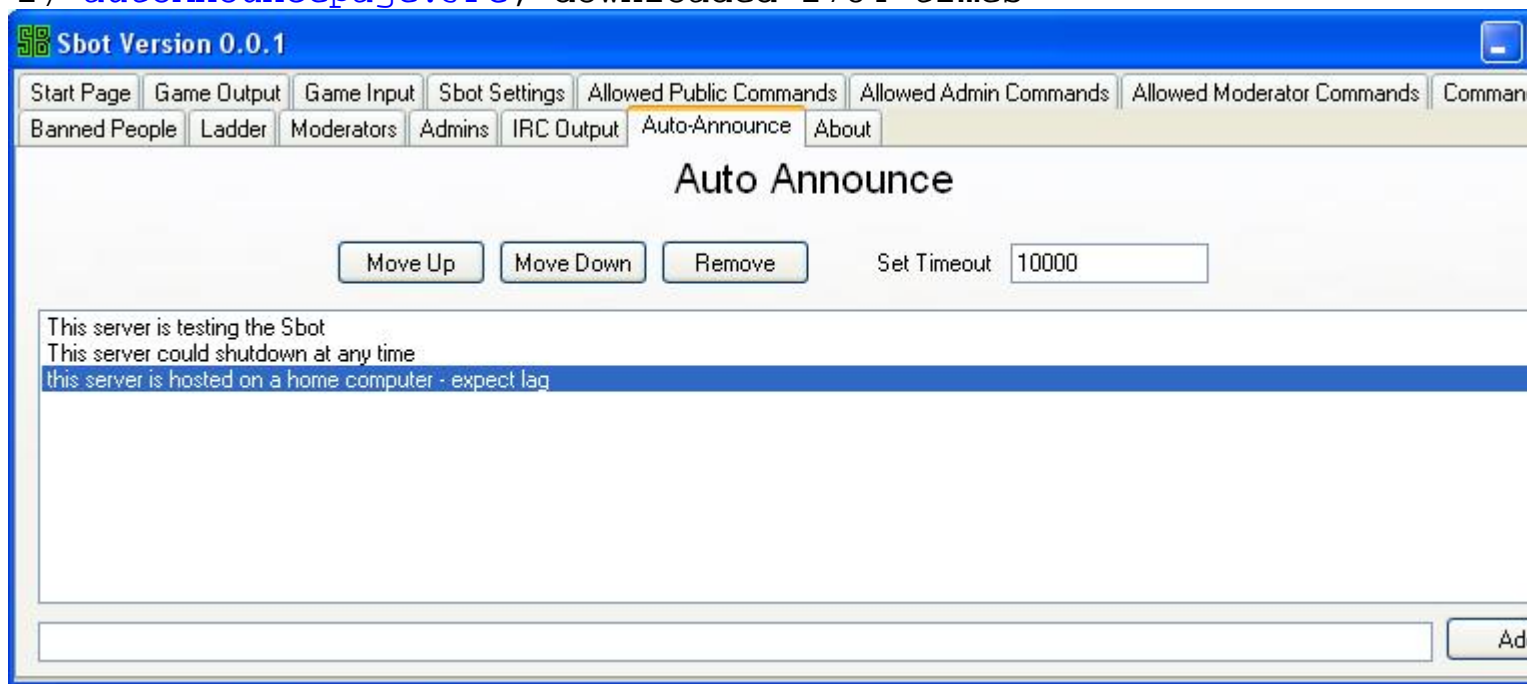 Sbot Version 0.0.1
Start Page Game Output Game Input Sbot Settings Allowed Public Commands Allowed Admin Commands Allowed Moderator Commands
Banned People Ladder Moderators Admins IRC Output Auto-Announce About
Auto Announce
Move Up Move Down Remove Set Timeout 10000
This server is testing the Sbot
This server could shutdown at any time
this server is hosted on a home computer - expect lag